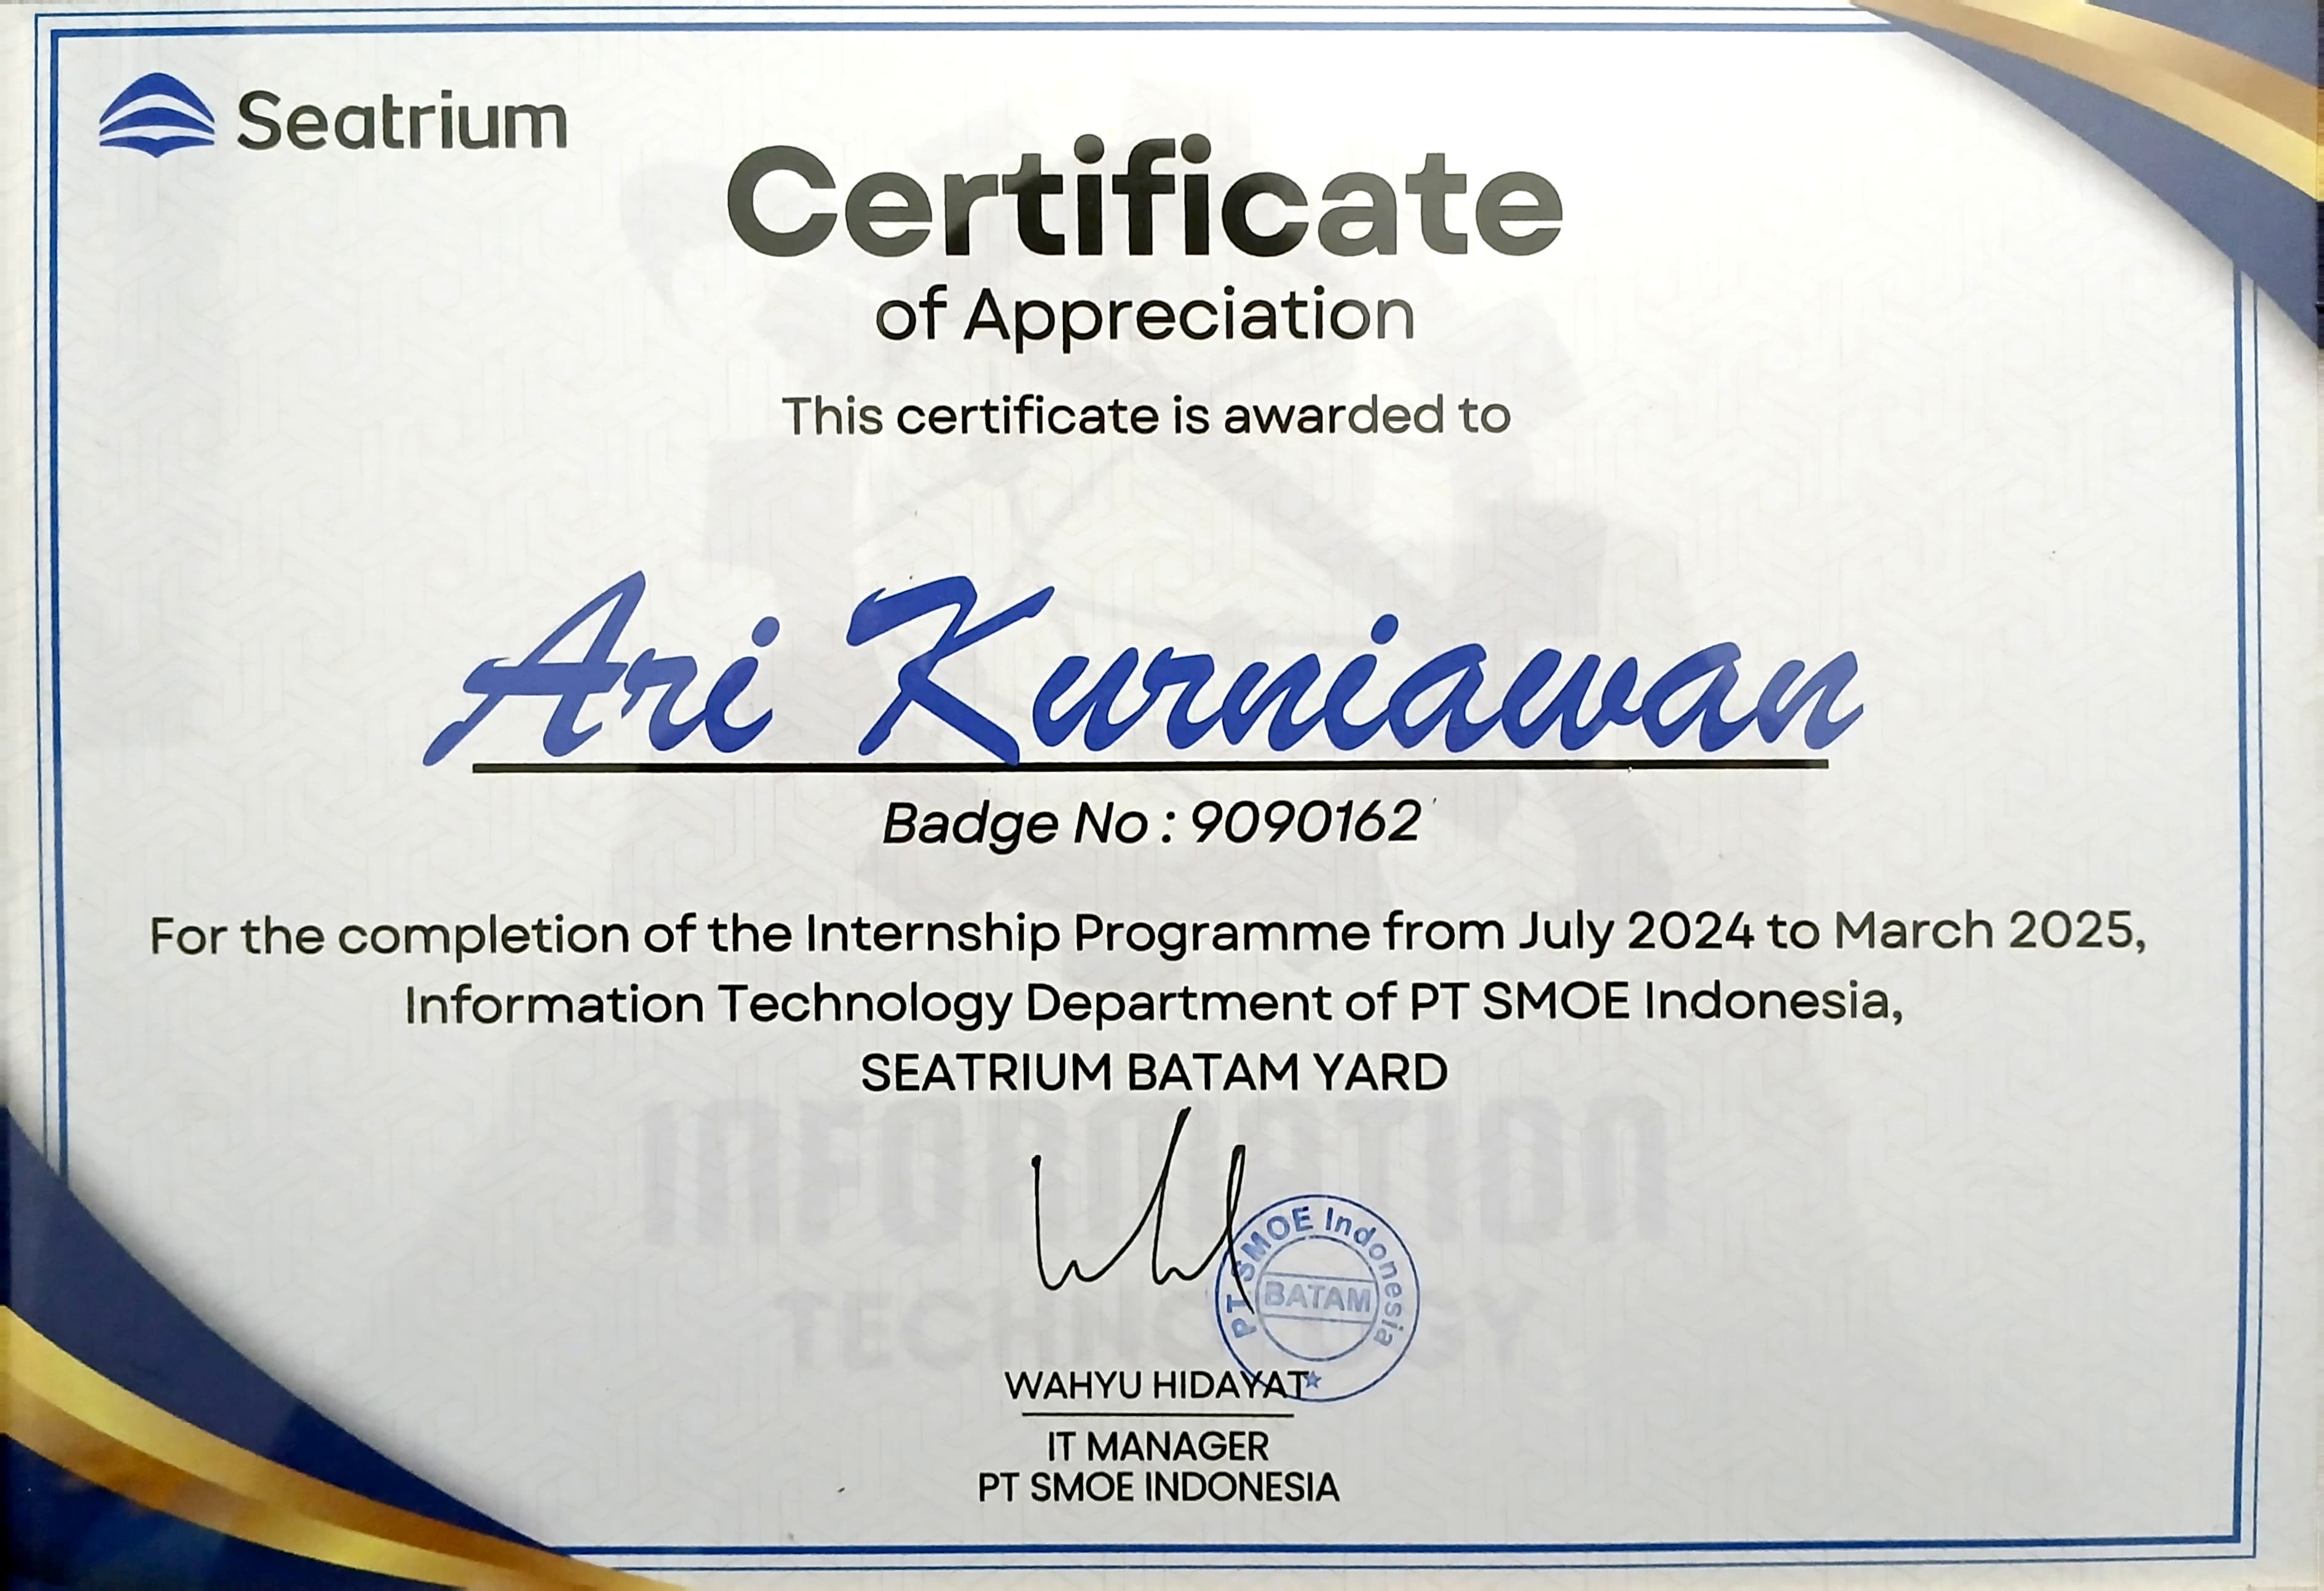 Seatrium
Certificate
of Appreciation
This certificate is awarded to
Ari Kurniawan
Badge No : 9090162
For the completion of the Internship Programme from July 2024 to March 2025,
Information Technology Department of PT SMOE Indonesia,
SEATRIUM BATAM YARD
INFORMATION
TECHNOLOGY
PT. SMOE Indonesia
BATAM
WAHYU HIDAYAT
IT MANAGER
PT SMOE INDONESIA